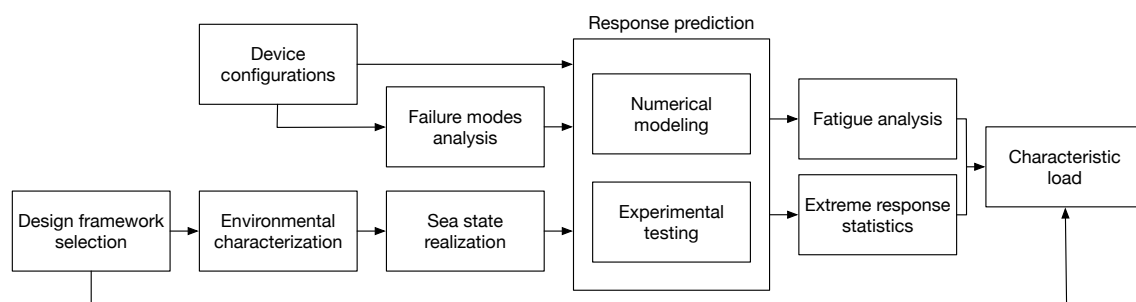 Response prediction
Device
configurations
Failure modes
analysis
Numerical
modeling
Fatigue analysis
Characteristic
load
Design framework
selection
Environmental
characterization
Sea state
realization
Experimental
testing
Extreme response
statistics